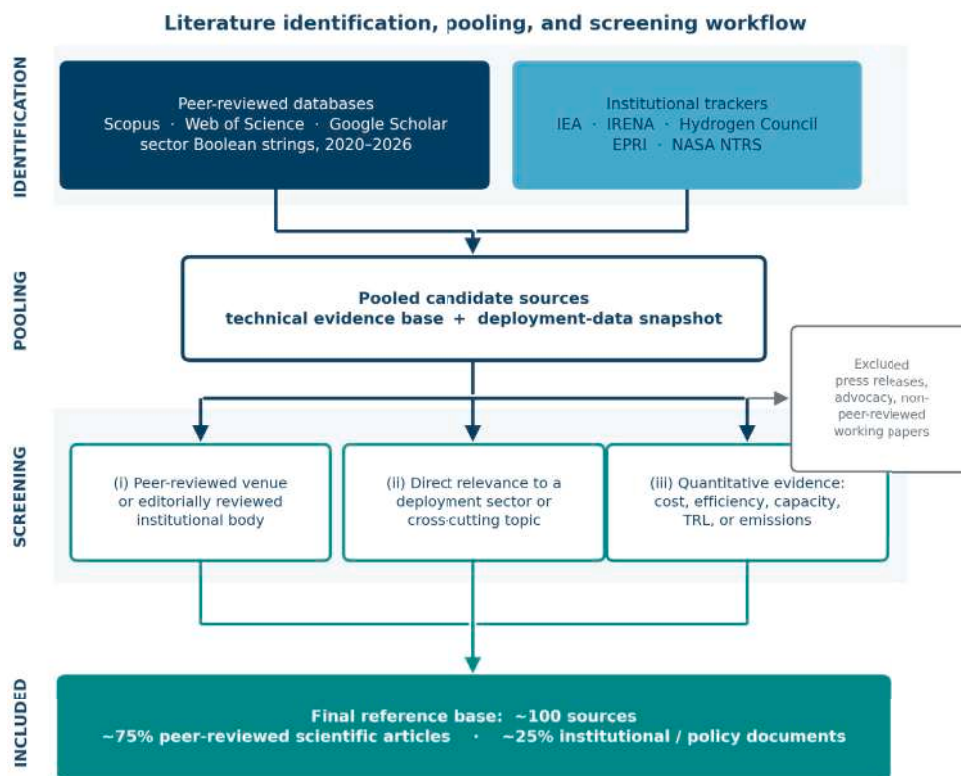 Literature identification, pooling, and screening workflow
IDENTIFICATION
Peer-reviewed databases
Scopus · Web of Science · Google Scholar
sector Boolean strings, 2020–2026
Institutional trackers
IEA · IRENA · Hydrogen Council
EPRI · NASA NTRS
POOLING
Pooled candidate sources
technical evidence base + deployment-data snapshot
Excluded
press releases,
advocacy, non-
peer-reviewed
working papers
SCREENING
(i) Peer-reviewed venue
or editorially reviewed
institutional body
(ii) Direct relevance to a
deployment sector or
cross-cutting topic
(iii) Quantitative evidence:
cost, efficiency, capacity,
TRL, or emissions
INCLUDED
Final reference base: ~100 sources
~75% peer-reviewed scientific articles · ~25% institutional / policy documents